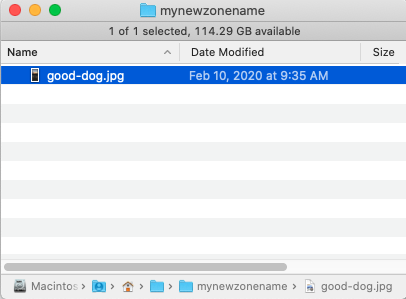 mynewzonename
1 of 1 selected, 114.29 GB available
Name Date Modified Size
good-dog.jpg Feb 10, 2020 at 9:35 AM
Macintos mynewzonename good-dog.jpg